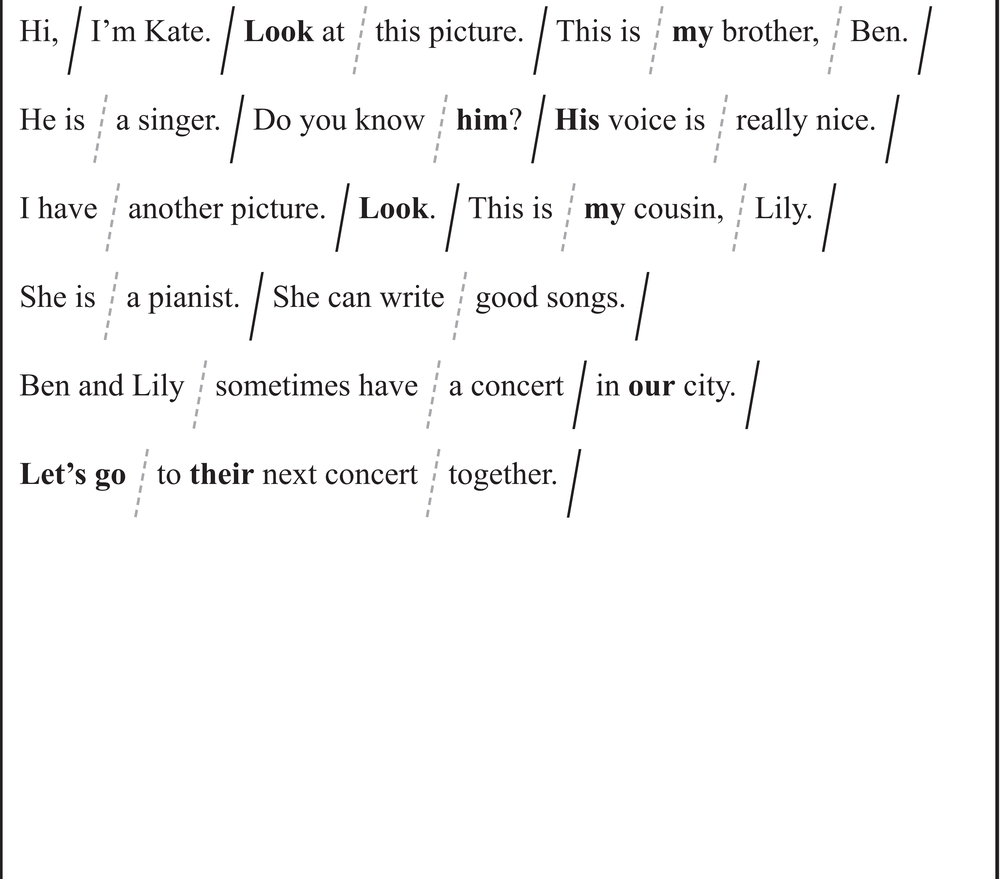 Hi, / I’m Kate. / Look at / this picture. / This is / my brother, / Ben. /
He is / a singer. / Do you know / him? / His voice is / really nice. /
I have / another picture. / Look. / This is / my cousin, / Lily. /
She is / a pianist. / She can write / good songs. /
Ben and Lily / sometimes have / a concert / in our city. /
Let’s go / to their next concert / together. /